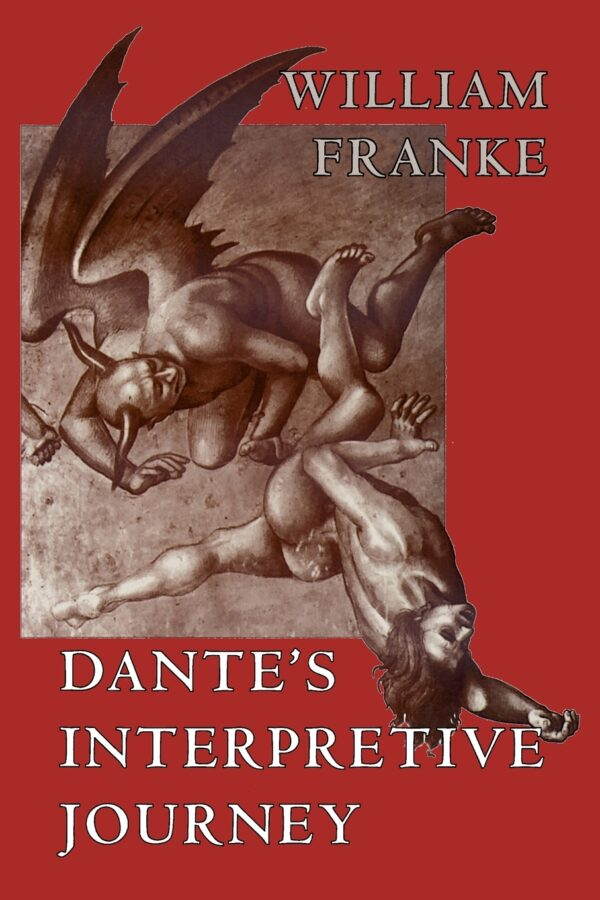 WILLIAM
FRANKE
DANTE'S
INTERPRETIVE
JOURNEY